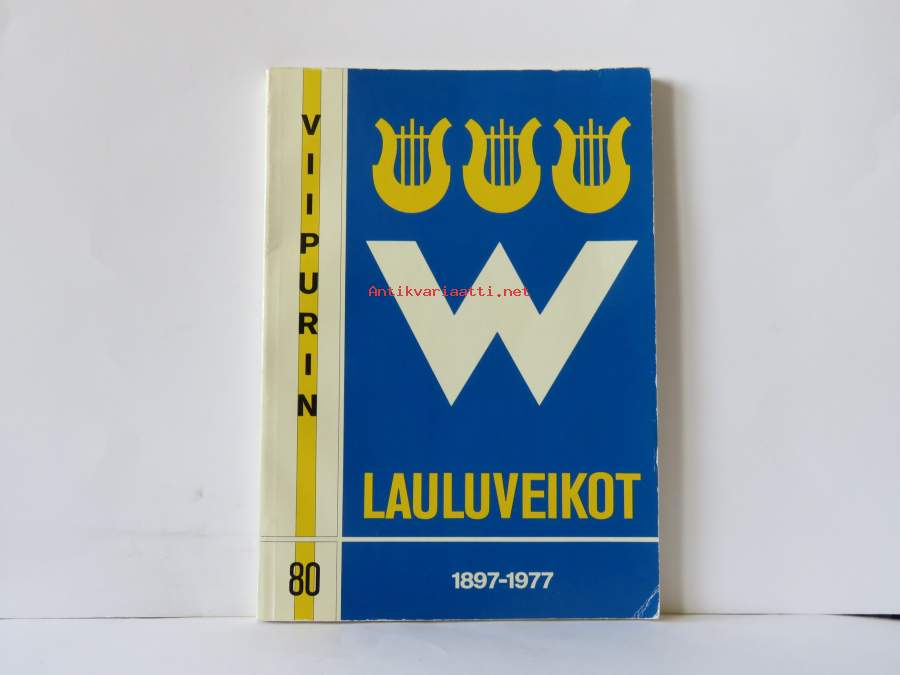 VIIPURIN
W
Antikvariaatti.net
LAULUVEIKOT
80
1897-1977